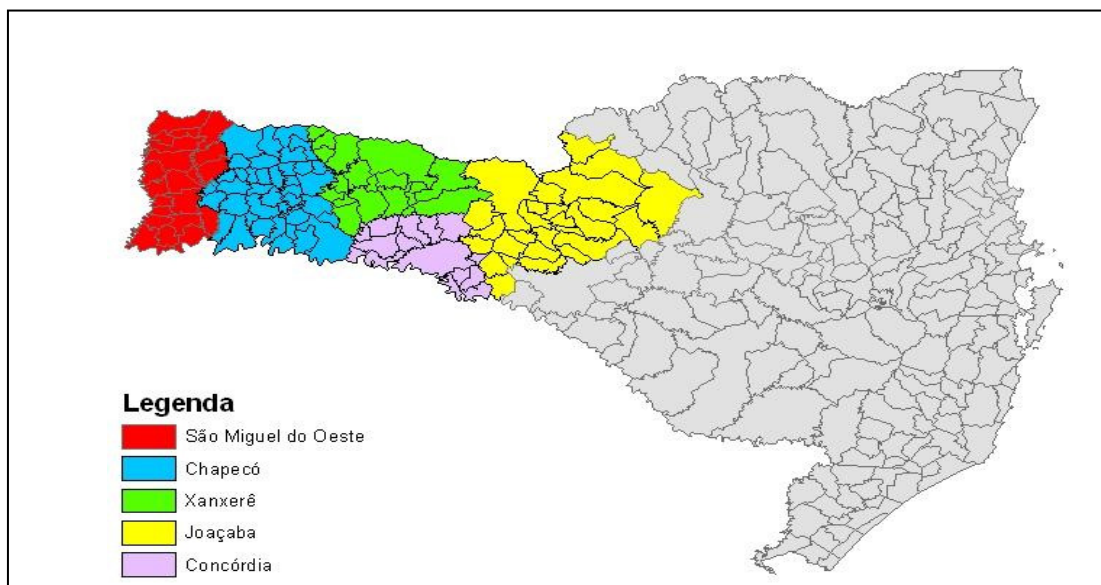 Legenda
São Miguel do Oeste
Chapecó
Xanxerê
Joaçaba
Concórdia